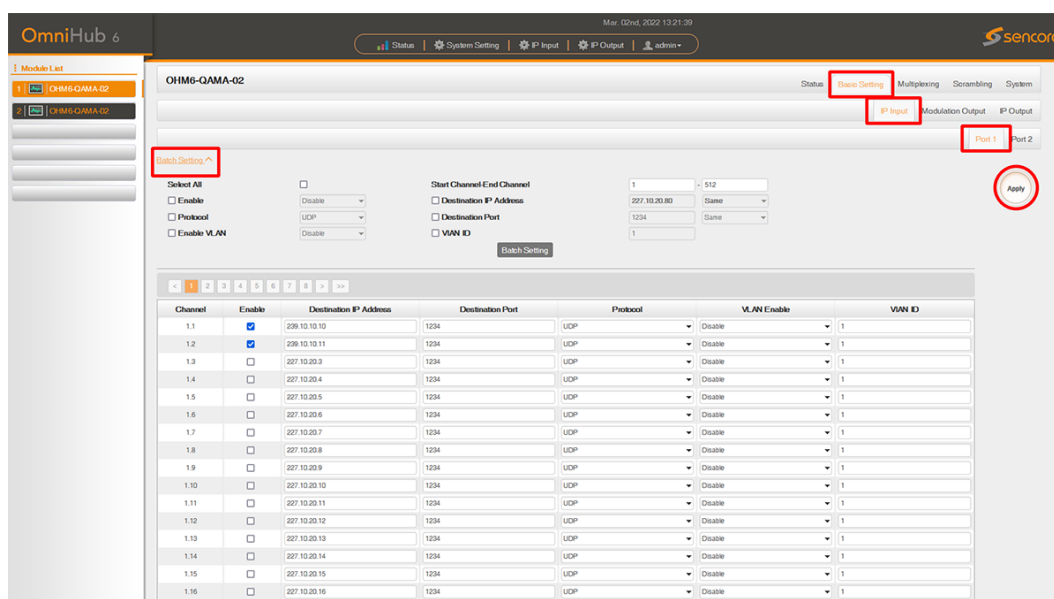 Mar. 02nd, 2022 13:21:39
OmniHub 6
Status | System Setting | IP Input | IP Output | admin
sencore
Module List
1 OHM6-QAMA-02
2 OHM6-QAMA-02
OHM6-QAMA-02
Status Basic Setting Multiplexing Scrambling System
IP Input Modulation Output IP Output
Port 1 Port 2
Batch Setting
Select All Start Channel-End Channel 1 - 512
Apply
Enable Disable Destination IP Address 227.10.20.80 Same
Protocol UDP Destination Port 1234 Same
Enable VLAN Disable VIAN ID 1
Batch Setting
< 1 2 3 4 5 6 7 8 > >>
Channel Enable Destination IP Address Destination Port Protocol VLAN Enable VIAN ID
1.1 239.10.10.10 1234 UDP Disable 1
1.2 239.10.10.11 1234 UDP Disable 1
1.3 227.10.20.3 1234 UDP Disable 1
1.4 227.10.20.4 1234 UDP Disable 1
1.5 227.10.20.5 1234 UDP Disable 1
1.6 227.10.20.6 1234 UDP Disable 1
1.7 227.10.20.7 1234 UDP Disable 1
1.8 227.10.20.8 1234 UDP Disable 1
1.9 227.10.20.9 1234 UDP Disable 1
1.10 227.10.20.10 1234 UDP Disable 1
1.11 227.10.20.11 1234 UDP Disable 1
1.12 227.10.20.12 1234 UDP Disable 1
1.13 227.10.20.13 1234 UDP Disable 1
1.14 227.10.20.14 1234 UDP Disable 1
1.15 227.10.20.15 1234 UDP Disable 1
1.16 227.10.20.16 1234 UDP Disable 1